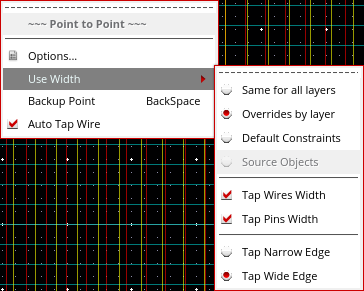 ~~~ Point to Point ~~~
Options...
Use Width
Backup Point BackSpace
Auto Tap Wire
Same for all layers
Overrides by layer
Default Constraints
Source Objects
Tap Wires Width
Tap Pins Width
Tap Narrow Edge
Tap Wide Edge